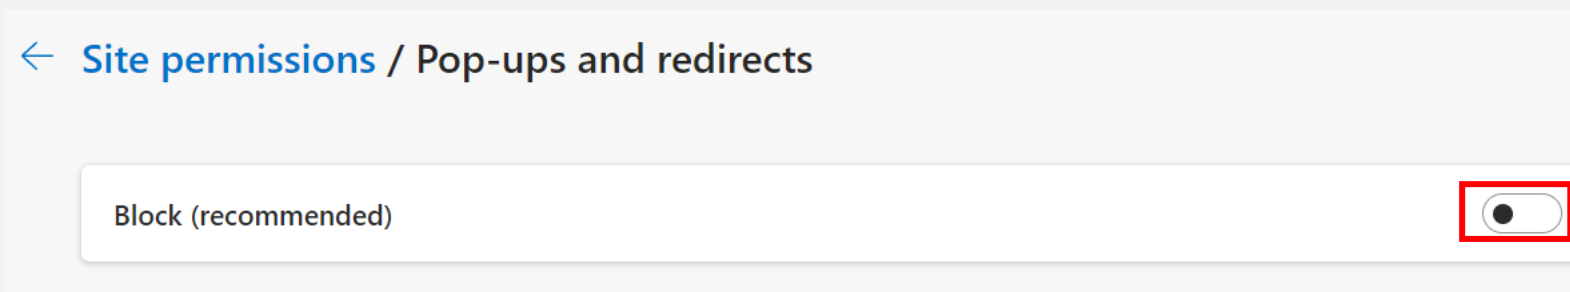 Site permissions / Pop-ups and redirects
Block (recommended)